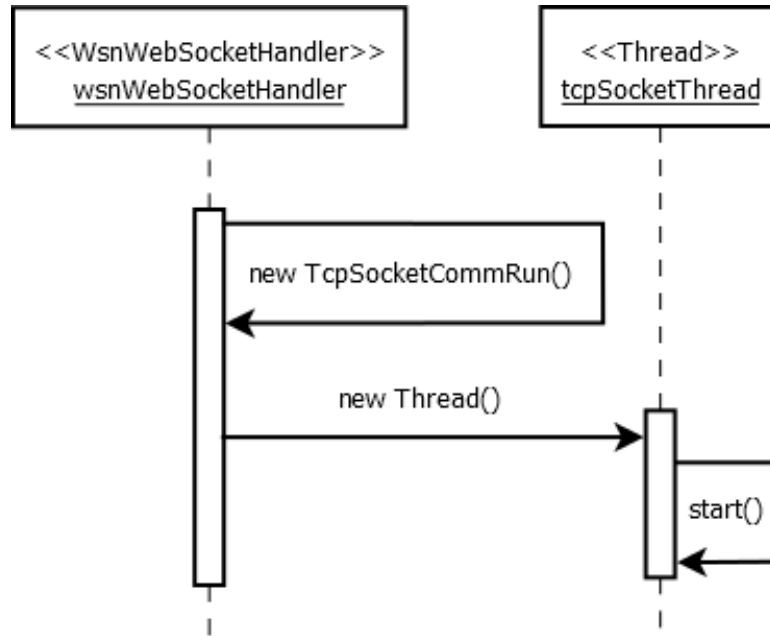 <<WsnWebSocketHandler>>
wsnWebSocketHandler
<<Thread>>
tcpSocketThread
new TcpSocketCommRun()
new Thread()
start()